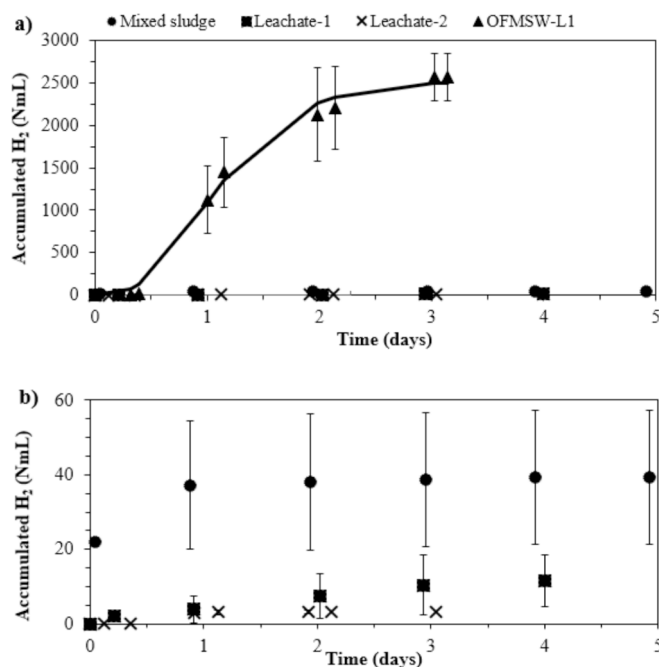 ● Mixed sludge ■ Leachate-1 × Leachate-2 ▲ OFMSW-L1
a)
3000
2500
2000
1500
1000
500
0
Accumulated H₂ (NmL)
0 1 2 3 4 5
Time (days)
b)
60
40
20
0
Accumulated H₂ (NmL)
0 1 2 3 4 5
Time (days)